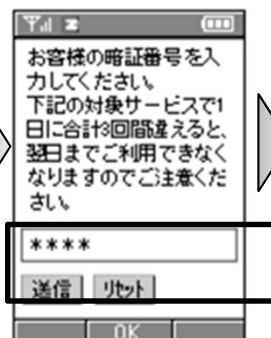 お客様の暗証番号を入
力してください。
下記の対象サービスで1
日に合計3回間違えると、
翌日までご利用できなく
なりますのでご注意くだ
さい。
****
送信 リセット
OK